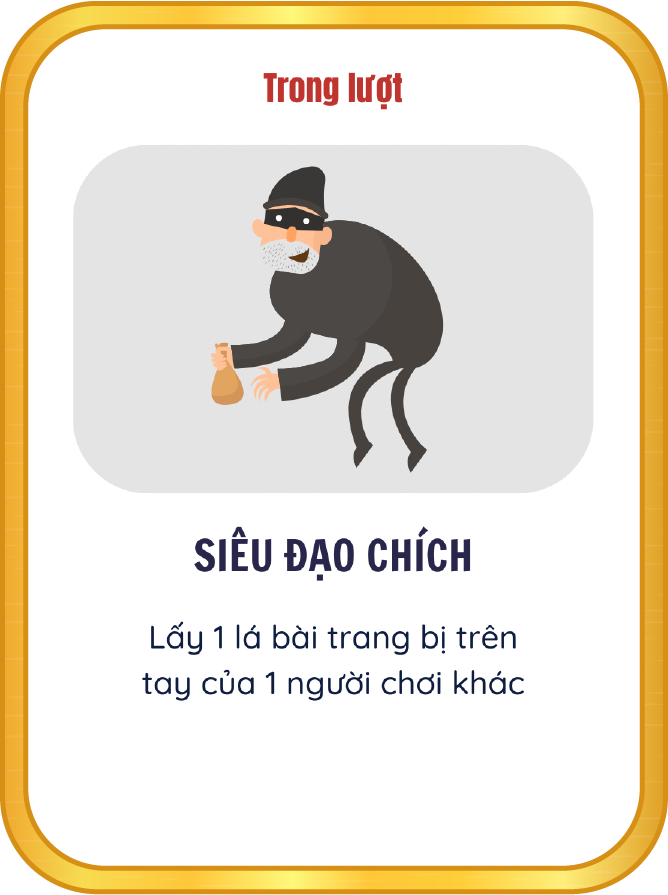 Trong lượt
SIÊU ĐẠO CHÍCH
Lấy 1 lá bài trang bị trên
tay của 1 người chơi khác